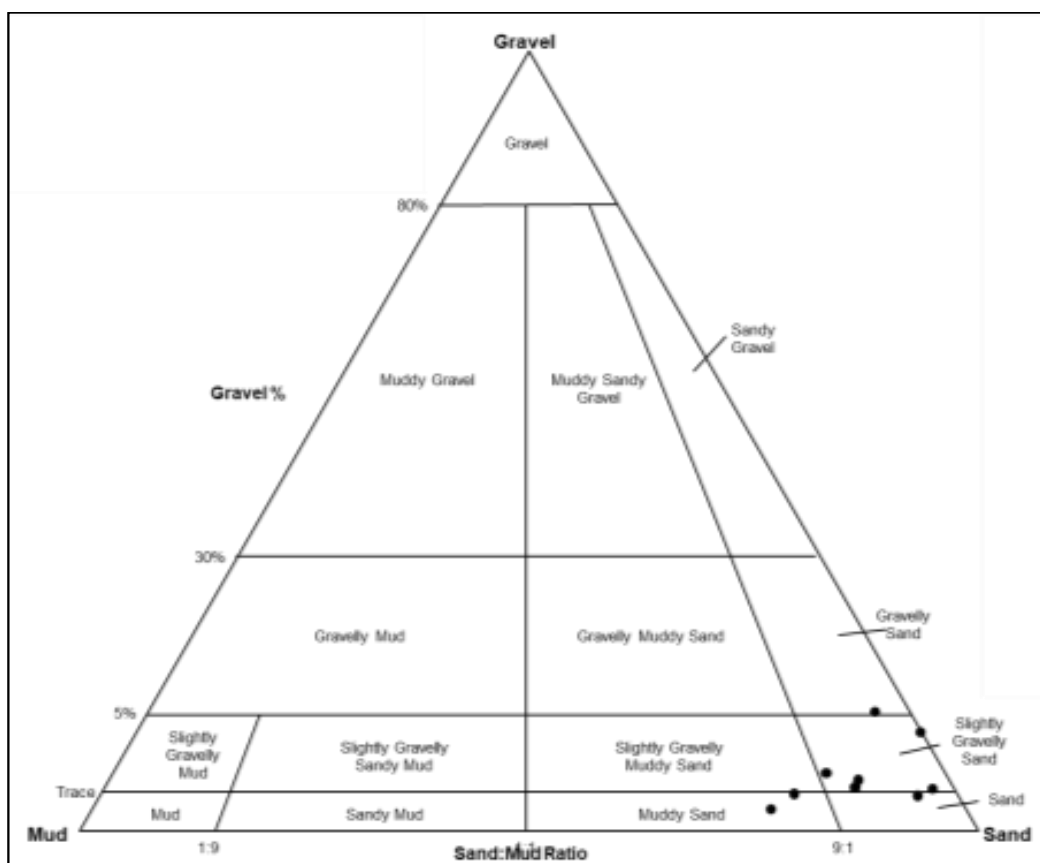 Gravel
Gravel
80%
Sandy
Gravel
Muddy Gravel
Muddy Sandy
Gravel
Gravel %
30%
Gravelly
Sand
Gravelly Mud
Gravelly Muddy Sand
5%
Slightly
Gravelly
Mud
Slightly Gravelly
Sandy Mud
Slightly Gravelly
Muddy Sand
Slightly
Gravelly
Sand
Trace
Mud
Sandy Mud
Muddy Sand
Sand
Mud
Sand
1:9
9:1
Sand:Mud Ratio